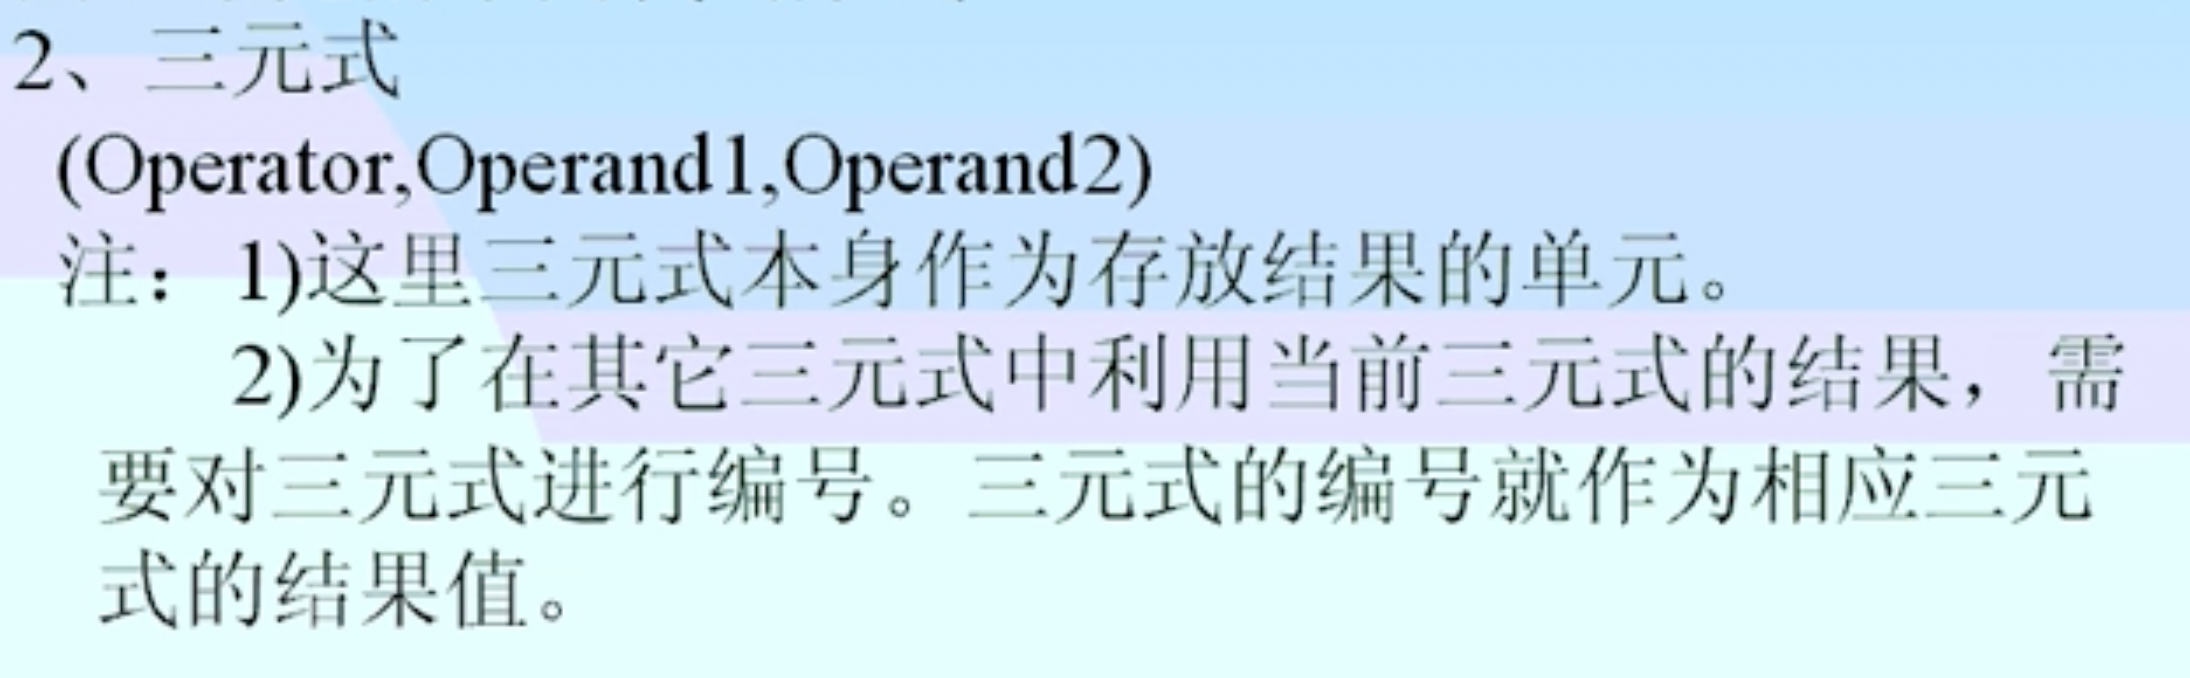 2、三元式
(Operator,Operand1,Operand2)
注：1)这里三元式本身作为存放结果的单元。
2)为了在其它三元式中利用当前三元式的结果，需
要对三元式进行编号。三元式的编号就作为相应三元
式的结果值。